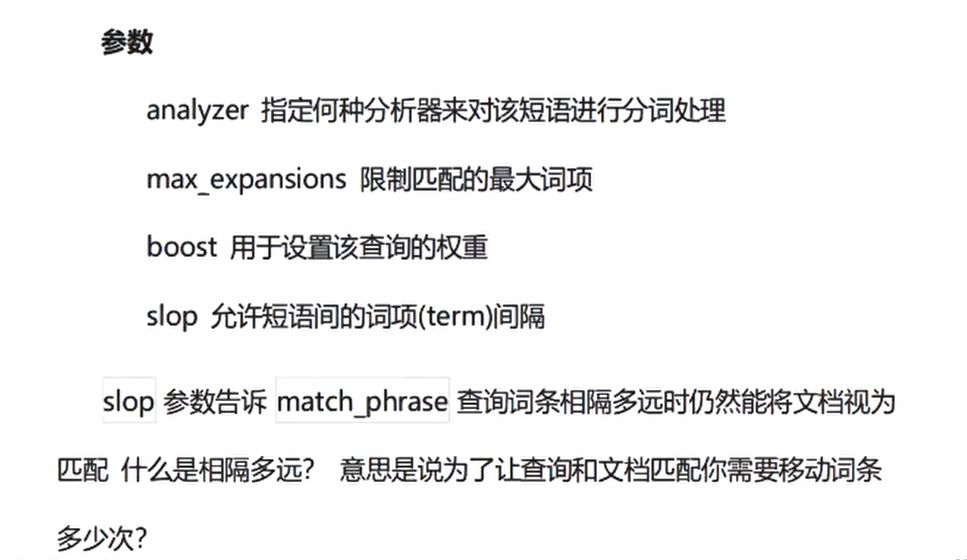 参数
analyzer 指定何种分析器来对该短语进行分词处理
max_expansions 限制匹配的最大词项
boost 用于设置该查询的权重
slop 允许短语间的词项(term)间隔
slop 参数告诉 match_phrase 查询词条相隔多远时仍然能将文档视为
匹配 什么是相隔多远？ 意思是说为了让查询和文档匹配你需要移动词条
多少次？